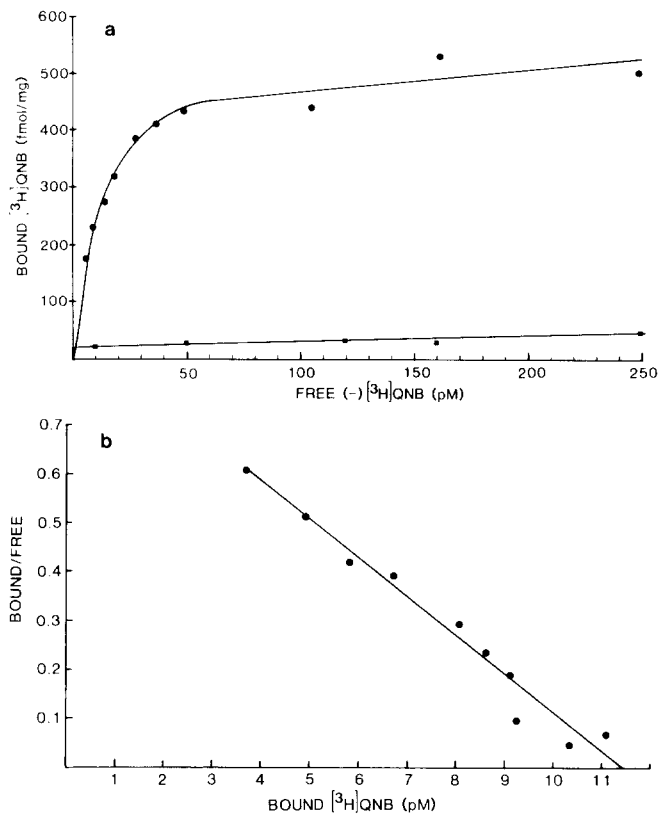 a
600
500
400
300
200
100
BOUND [³H]QNB (fmol/mg)
50
100
150
200
250
FREE (-) [³H]QNB (pM)
b
0.7
0.6
0.5
0.4
0.3
0.2
0.1
BOUND/FREE
1 2 3 4 5 6 7 8 9 10 11
BOUND [³H]QNB (pM)